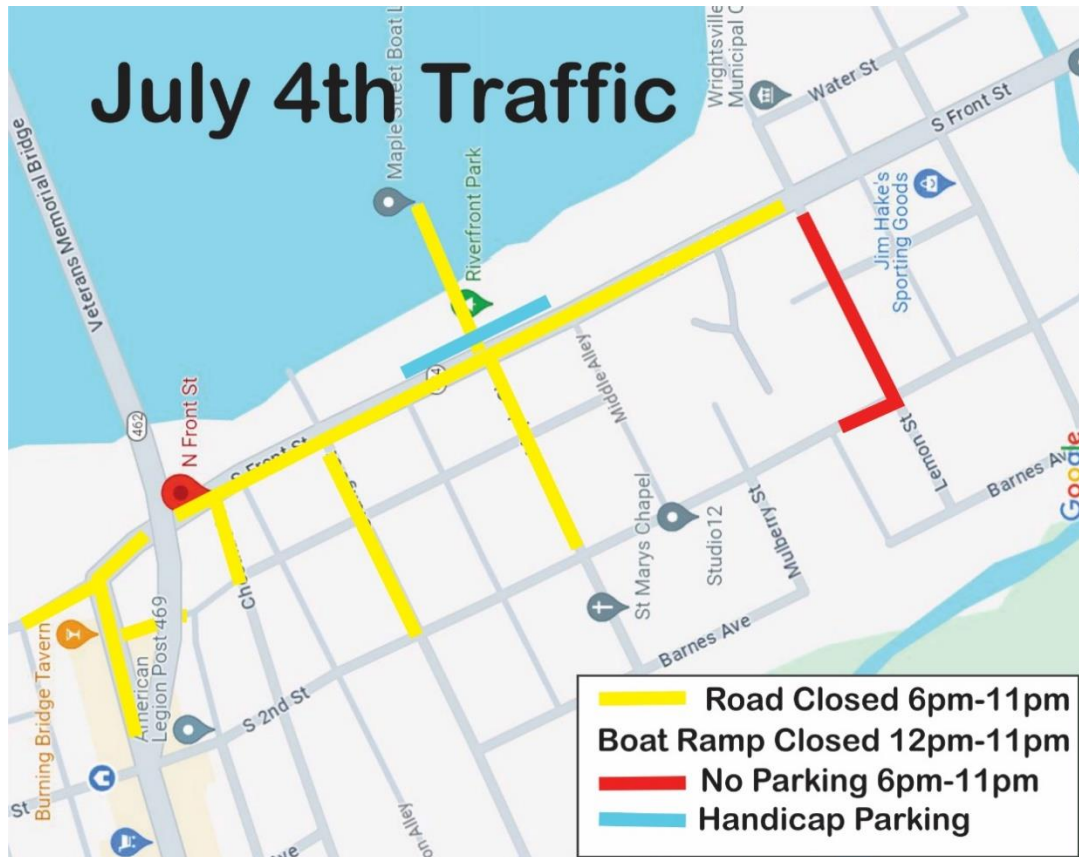 July 4th Traffic
Veterans Memorial Bridge
Maple Street Boat L
Riverfront Park
Wrightsville
Municipal C
Water St
S Front St
Jim Hake's
Sporting Goods
462
N Front St
S Front St
Middle Alley
St Marys Chapel
Studio12
Mulberry St
Lemon St
Barnes Av
Google
Barnes Ave
Burning Bridge Tavern
American
Legion Post 469
S 2nd St
St
Road Closed 6pm-11pm
Boat Ramp Closed 12pm-11pm
No Parking 6pm-11pm
Handicap Parking